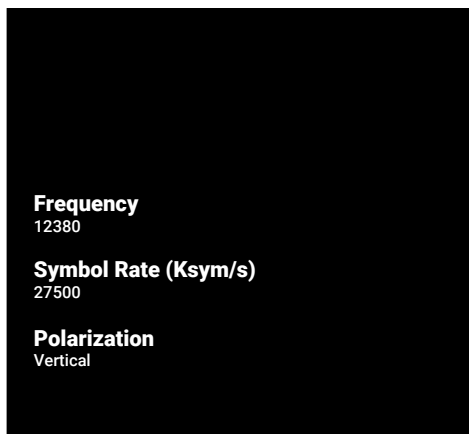 Frequency
12380
Symbol Rate (Ksym/s)
27500
Polarization
Vertical